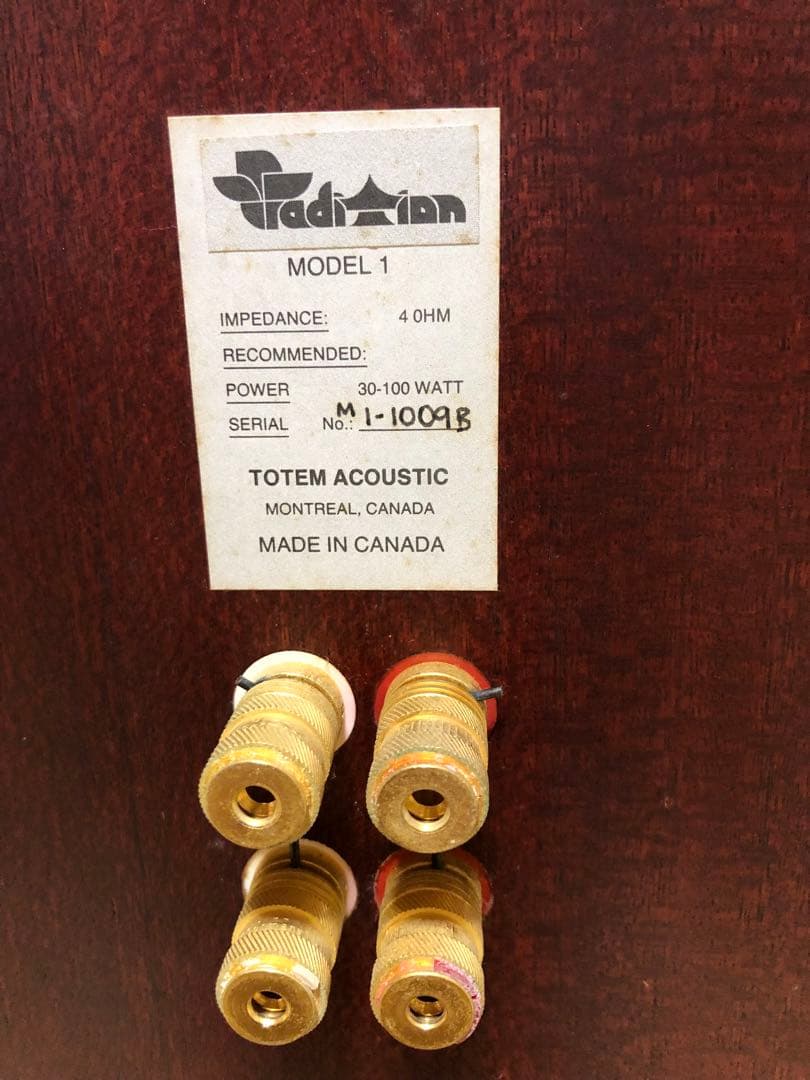 Tradition
MODEL 1
IMPEDANCE: 4 OHM
RECOMMENDED:
POWER 30-100 WATT
SERIAL No.: M1-1009B
TOTEM ACOUSTIC
MONTREAL, CANADA
MADE IN CANADA